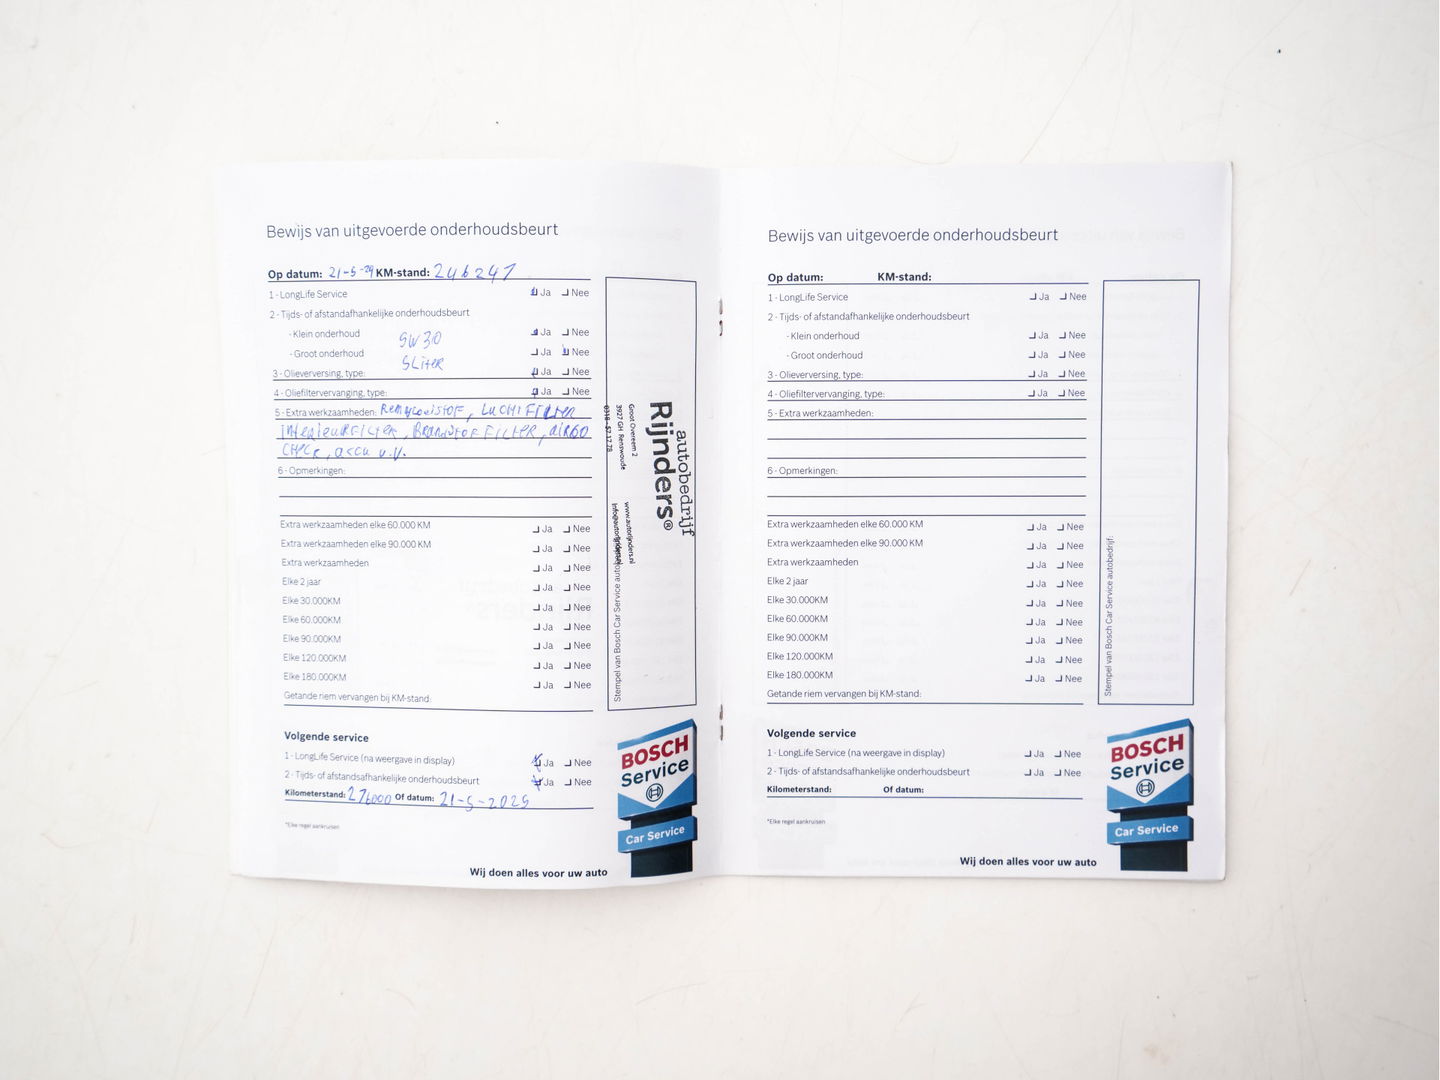 Bewijs van uitgevoerde onderhoudsbeurt
Op datum: 21-5-24 KM-stand: 246247
1 - LongLife Service Ja Nee
2 - Tijds- of afstandafhankelijke onderhoudsbeurt
- Klein onderhoud Ja Nee
5W30
- Groot onderhoud Ja Nee
5LiteR
3 - Olieverversing, type: Ja Nee
4 - Oliefiltervervanging, type: Ja Nee
5 - Extra werkzaamheden: Remvloeistof, LuchtFilter
InterieurFilter, BRandstof FILTER, AIRCO
CHECK, accu v.v.
6 - Opmerkingen:
Extra werkzaamheden elke 60.000 KM Ja Nee
Extra werkzaamheden elke 90.000 KM Ja Nee
Extra werkzaamheden Ja Nee
Elke 2 jaar Ja Nee
Elke 30.000KM Ja Nee
Elke 60.000KM Ja Nee
Elke 90.000KM Ja Nee
Elke 120.000KM Ja Nee
Elke 180.000KM Ja Nee
Getande riem vervangen bij KM-stand:
autobedrijf
Rijnders®
Groot Overeem 2 www.autorijnders.nl
3927 GH Renswoude info@autorijnders.nl
Stempel van Bosch Car Service autobedrijf:
Volgende service
1 - LongLife Service (na weergave in display) Ja Nee
2 - Tijds- of afstandsafhankelijke onderhoudsbeurt Ja Nee
Kilometerstand: 276000 Of datum: 21-5-2025
*Elke regel aankruisen
BOSCH
Service
Car Service
Wij doen alles voor uw auto
Bewijs van uitgevoerde onderhoudsbeurt
Op datum: KM-stand:
1 - LongLife Service Ja Nee
2 - Tijds- of afstandafhankelijke onderhoudsbeurt
- Klein onderhoud Ja Nee
- Groot onderhoud Ja Nee
3 - Olieverversing, type: Ja Nee
4 - Oliefiltervervanging, type: Ja Nee
5 - Extra werkzaamheden:
6 - Opmerkingen:
Extra werkzaamheden elke 60.000 KM Ja Nee
Extra werkzaamheden elke 90.000 KM Ja Nee
Extra werkzaamheden Ja Nee
Elke 2 jaar Ja Nee
Elke 30.000KM Ja Nee
Elke 60.000KM Ja Nee
Elke 90.000KM Ja Nee
Elke 120.000KM Ja Nee
Elke 180.000KM Ja Nee
Getande riem vervangen bij KM-stand:
Stempel van Bosch Car Service autobedrijf:
Volgende service
1 - LongLife Service (na weergave in display) Ja Nee
2 - Tijds- of afstandsafhankelijke onderhoudsbeurt Ja Nee
Kilometerstand: Of datum:
*Elke regel aankruisen
BOSCH
Service
Car Service
Wij doen alles voor uw auto